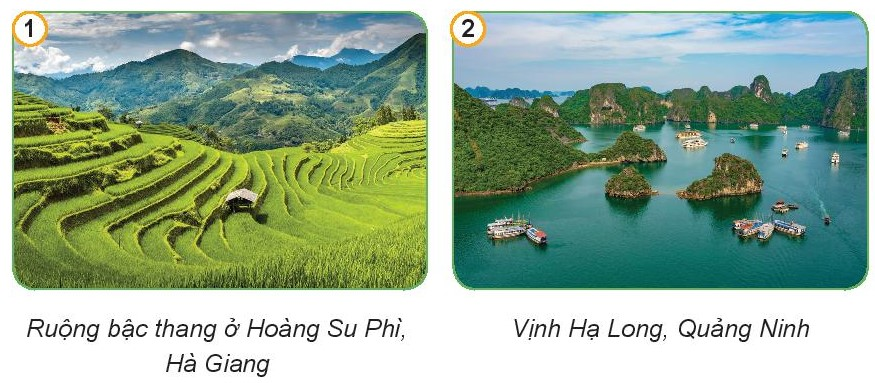 1
2
Ruộng bậc thang ở Hoàng Su Phì,
Hà Giang
Vịnh Hạ Long, Quảng Ninh